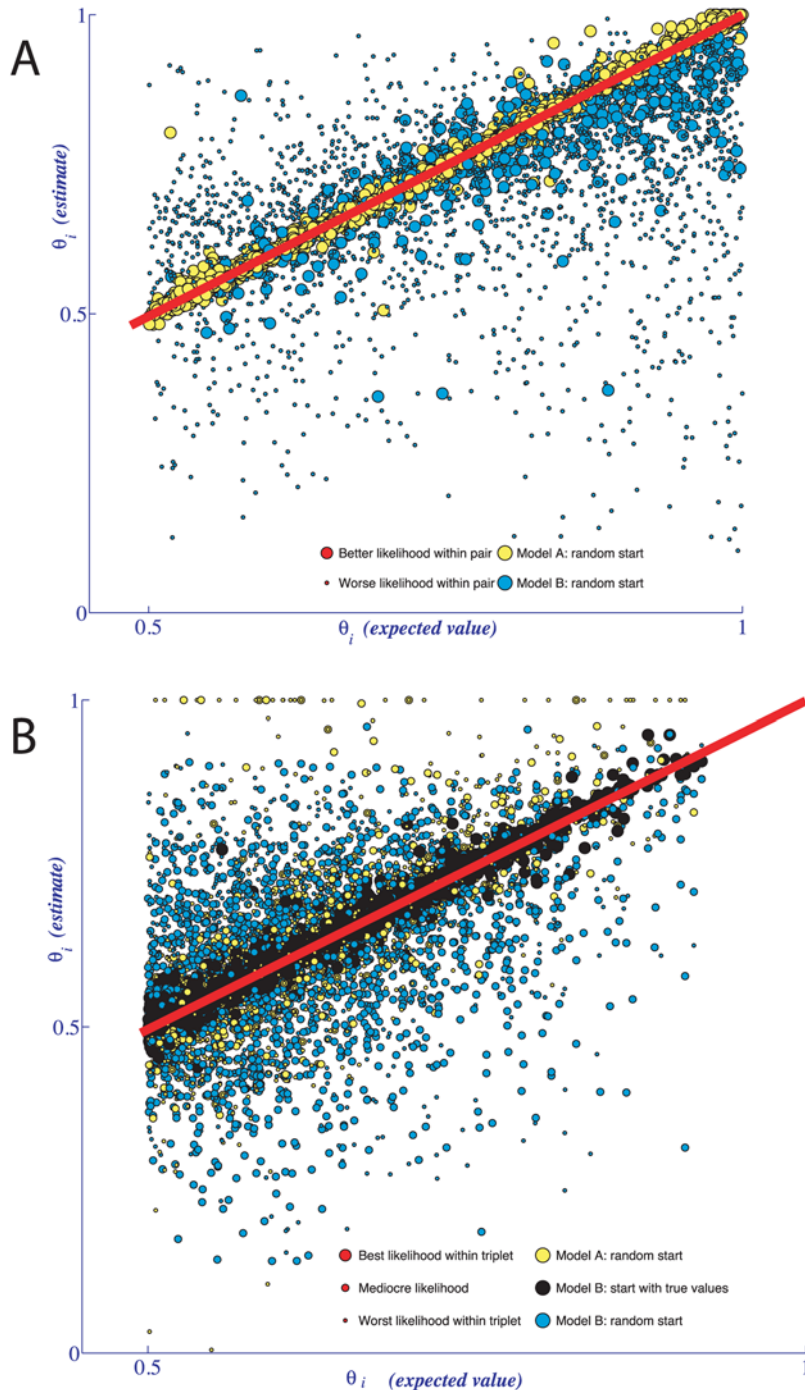 A
1
θi (estimate)
0.5
Better likelihood within pair Model A: random start
Worse likelihood within pair Model B: random start
0
0.5 θi (expected value) 1
B
1
θi (estimate)
0.5
Best likelihood within triplet Model A: random start
Mediocre likelihood Model B: start with true values
Worst likelihood within triplet Model B: random start
0
0.5 θi (expected value) 1